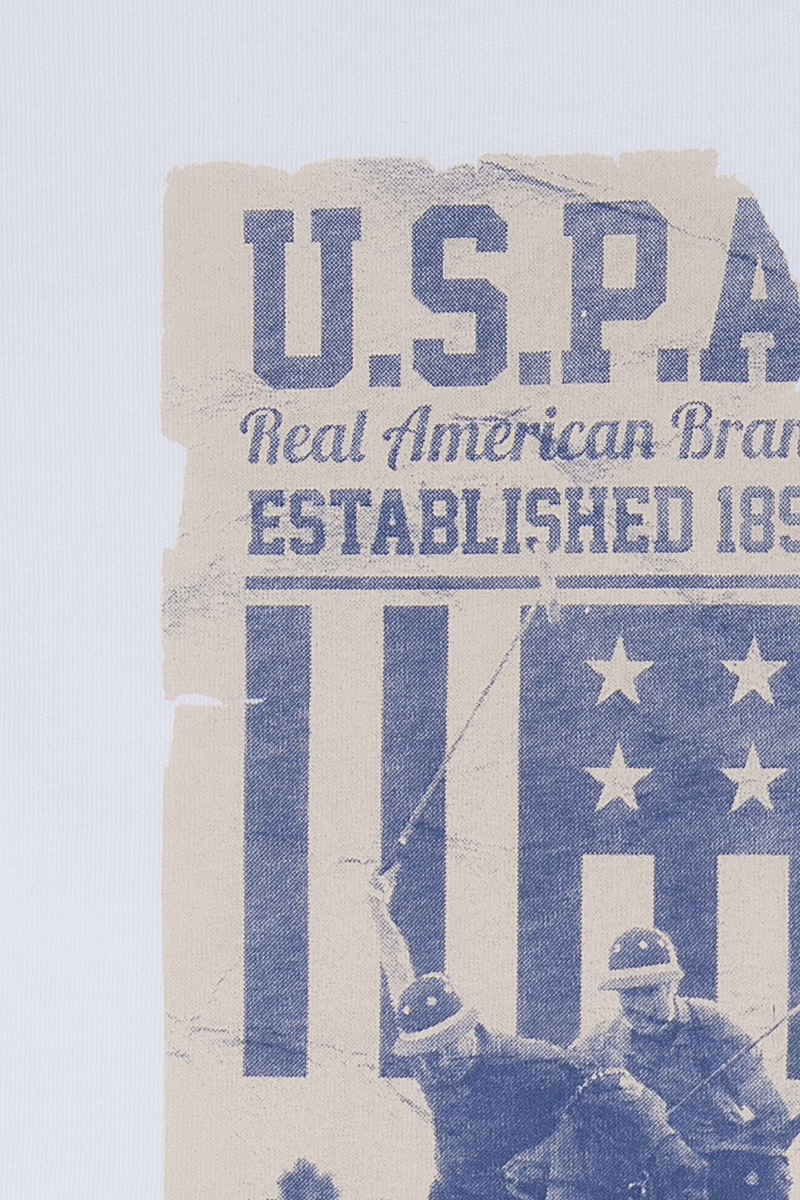 U.S.P.A
Real American Bran
ESTABLISHED 189